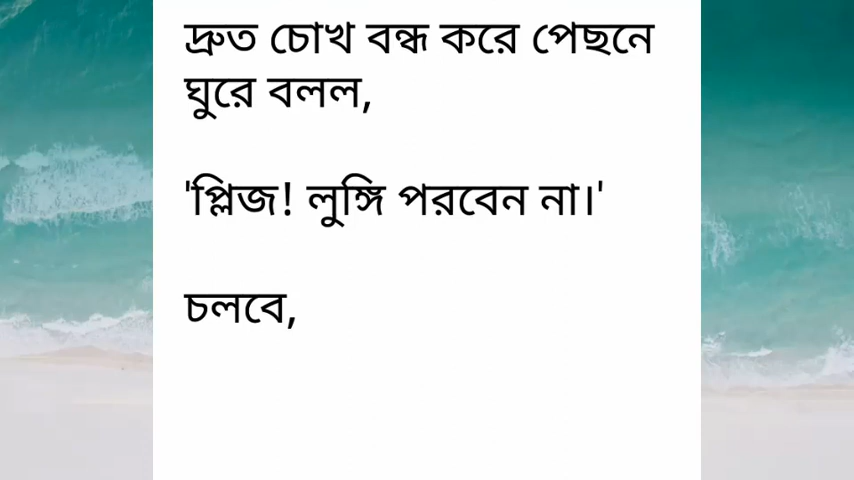 দ্রুত চোখ বন্ধ করে পেছনে
ঘুরে বলল,
'প্লিজ! লুঙ্গি পরবেন না।'
চলবে,